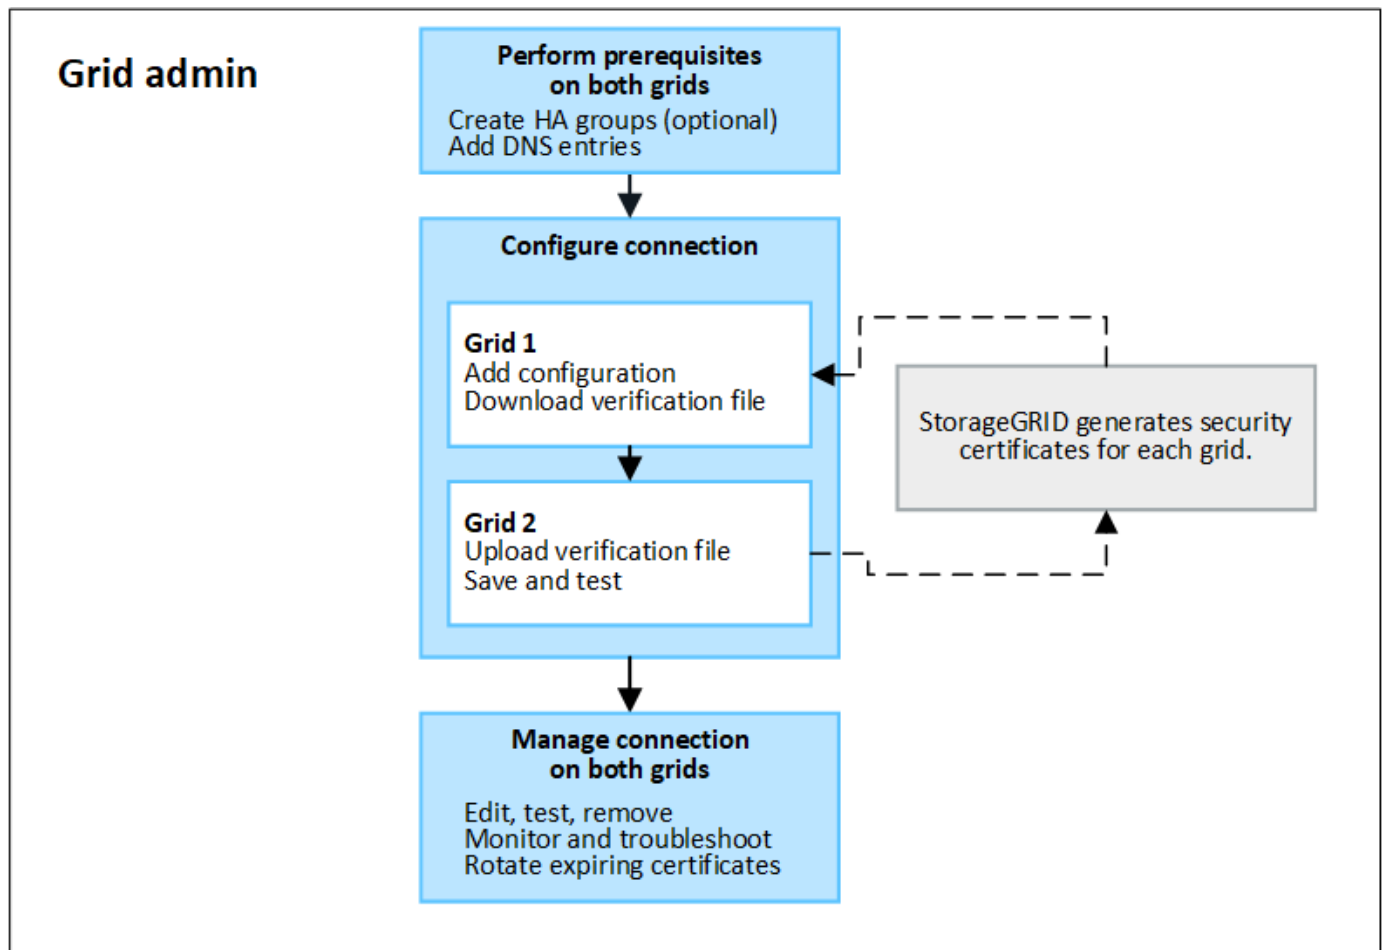 Grid admin
Perform prerequisites
on both grids
Create HA groups (optional)
Add DNS entries
Configure connection
Grid 1
Add configuration
Download verification file
StorageGRID generates security
certificates for each grid.
Grid 2
Upload verification file
Save and test
Manage connection
on both grids
Edit, test, remove
Monitor and troubleshoot
Rotate expiring certificates